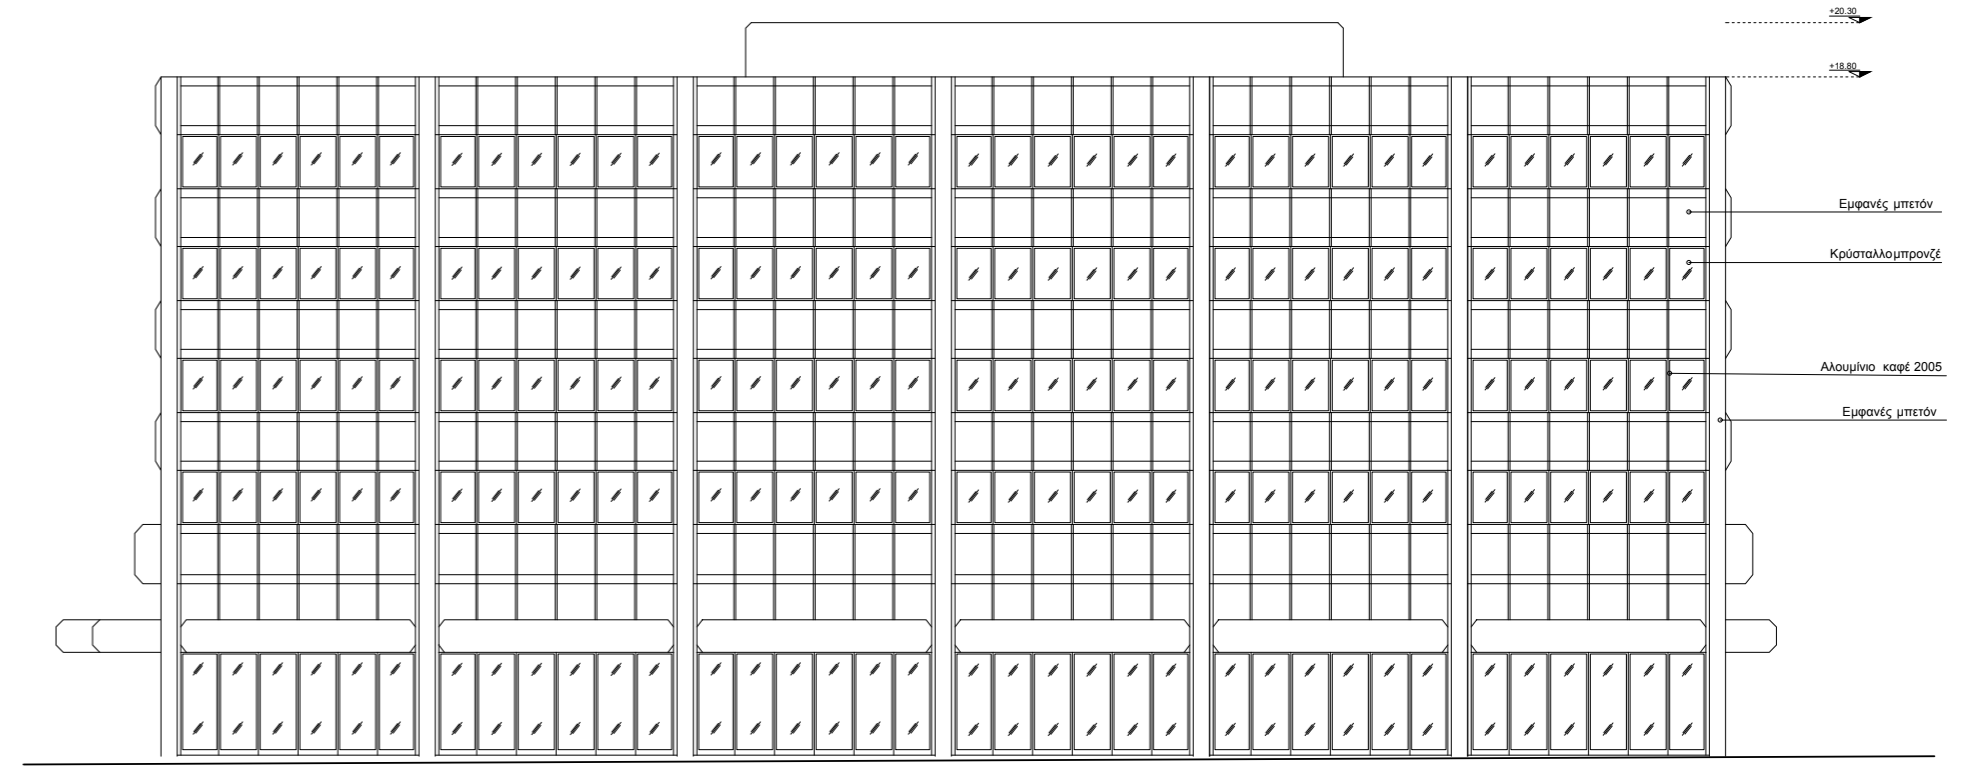 +20.30
+18.80
Εμφανές μπετόν
Κρύσταλλομπρονζέ
Αλουμίνιο καφέ 2005
Εμφανές μπετόν